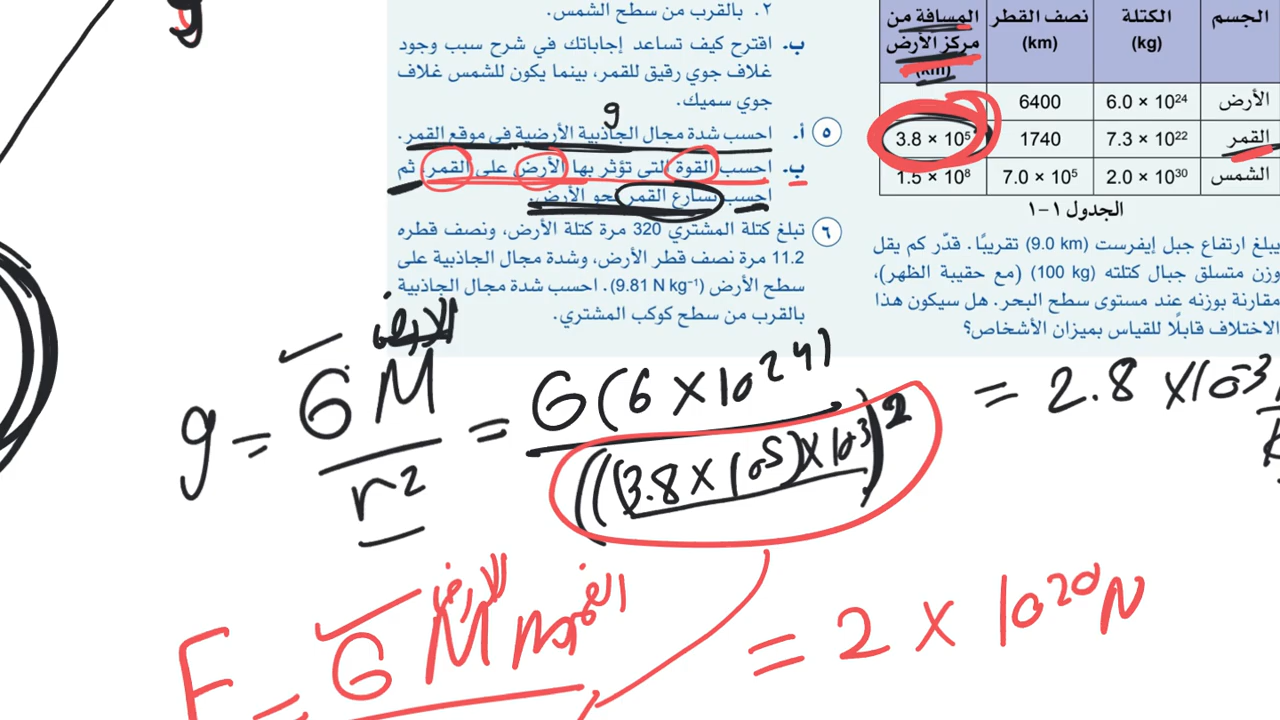 ٢. بالقرب من سطح الشمس.
ب. اقترح كيف تساعد إجاباتك في شرح سبب وجود
غلاف جوي رقيق للقمر، بينما يكون للشمس غلاف
جوي سميك.
g
٥ أ. احسب شدة مجال الجاذبية الأرضية في موقع القمر.
ب. احسب القوة التي تؤثر بها الأرض على القمر، ثم
احسب تسارع القمر نحو الأرض.
٦ تبلغ كتلة المشتري 320 مرة كتلة الأرض، ونصف قطره
11.2 مرة نصف قطر الأرض، وشدة مجال الجاذبية على
سطح الأرض (9.81 N kg⁻¹). احسب شدة مجال الجاذبية
بالقرب من سطح كوكب المشتري.
الجسم الكتلة (kg) نصف القطر (km) المسافة من مركز الأرض (km)
الأرض 6.0 × 10²⁴ 6400
القمر 7.3 × 10²² 1740 3.8 × 10⁵
الشمس 2.0 × 10³⁰ 7.0 × 10⁵ 1.5 × 10⁸
الجدول ١-١
يبلغ ارتفاع جبل إيفرست (9.0 km) تقريبًا. قدّر كم يقل
وزن متسلق جبال كتلته (100 kg) (مع حقيبة الظهر)،
مقارنة بوزنه عند مستوى سطح البحر. هل سيكون هذا
الاختلاف قابلًا للقياس بميزان الأشخاص؟
g = G M الأرض / r² = G (6 × 10²⁴) / ((3.8 × 10⁵) × 10³)² = 2.8 × 10⁻³
F = G M الأرض m القمر = 2 × 10²⁰ N